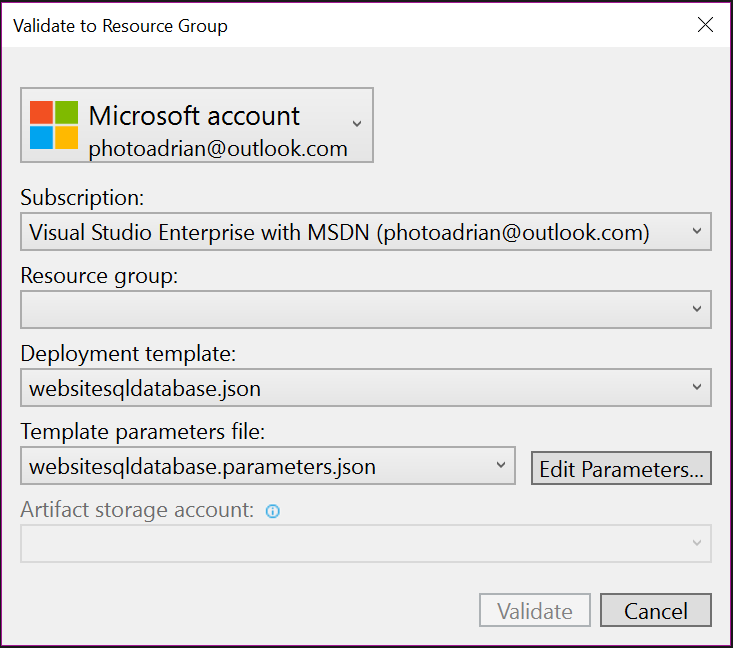 Validate to Resource Group
Microsoft account
photoadrian@outlook.com
Subscription:
Visual Studio Enterprise with MSDN (photoadrian@outlook.com)
Resource group:
Deployment template:
websitesqldatabase.json
Template parameters file:
websitesqldatabase.parameters.json
Edit Parameters...
Artifact storage account:
Validate
Cancel